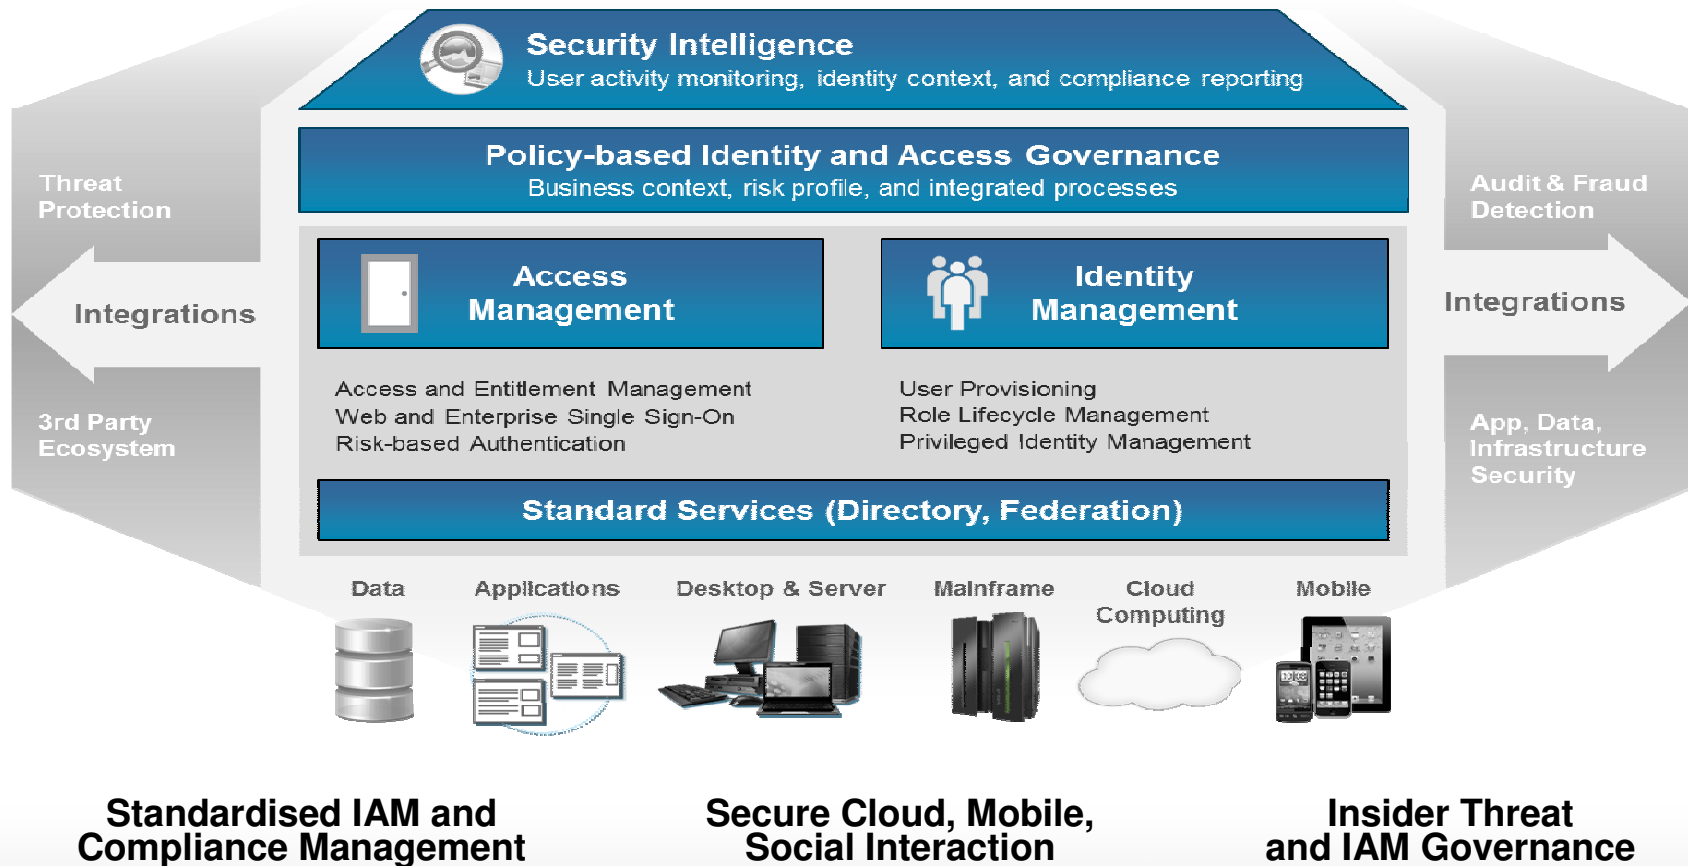 Security Intelligence
User activity monitoring, identity context, and compliance reporting
Policy-based Identity and Access Governance
Business context, risk profile, and integrated processes
Threat
Protection
Integrations
3rd Party
Ecosystem
Access
Management
Access and Entitlement Management
Web and Enterprise Single Sign-On
Risk-based Authentication
Identity
Management
User Provisioning
Role Lifecycle Management
Privileged Identity Management
Audit & Fraud
Detection
Integrations
App, Data,
Infrastructure
Security
Standard Services (Directory, Federation)
Data
Applications
Desktop & Server
Mainframe
Cloud
Computing
Mobile
Standardised IAM and
Compliance Management
Secure Cloud, Mobile,
Social Interaction
Insider Threat
and IAM Governance